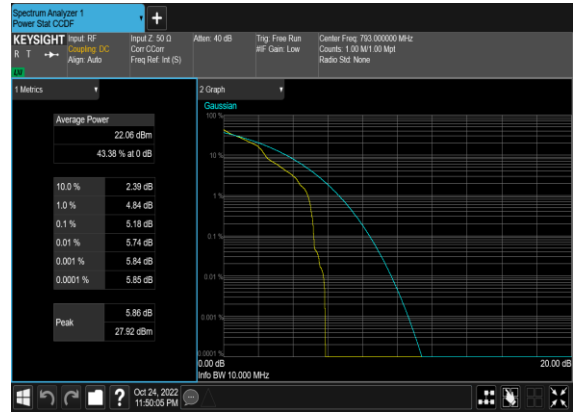 Spectrum Analyzer 1
Power Stat CCDF
+
KEYSIGHT
R T
LXI
Input: RF
Coupling: DC
Align: Auto
Input Z: 50 Ω
Corr CCorr
Freq Ref: Int (S)
Atten: 40 dB
Trig: Free Run
#IF Gain: Low
Center Freq: 793.000000 MHz
Counts: 1.00 M/1.00 Mpt
Radio Std: None
1 Metrics
Average Power
22.06 dBm
43.38 % at 0 dB
10.0 % 2.39 dB
1.0 % 4.84 dB
0.1 % 5.18 dB
0.01 % 5.74 dB
0.001 % 5.84 dB
0.0001 % 5.85 dB
Peak
5.86 dB
27.92 dBm
2 Graph
Gaussian
100 %
10 %
1 %
0.1 %
0.01 %
0.001 %
0.0001 %
0.00 dB 20.00 dB
Info BW 10.000 MHz
?
Oct 24, 2022
11:50:05 PM